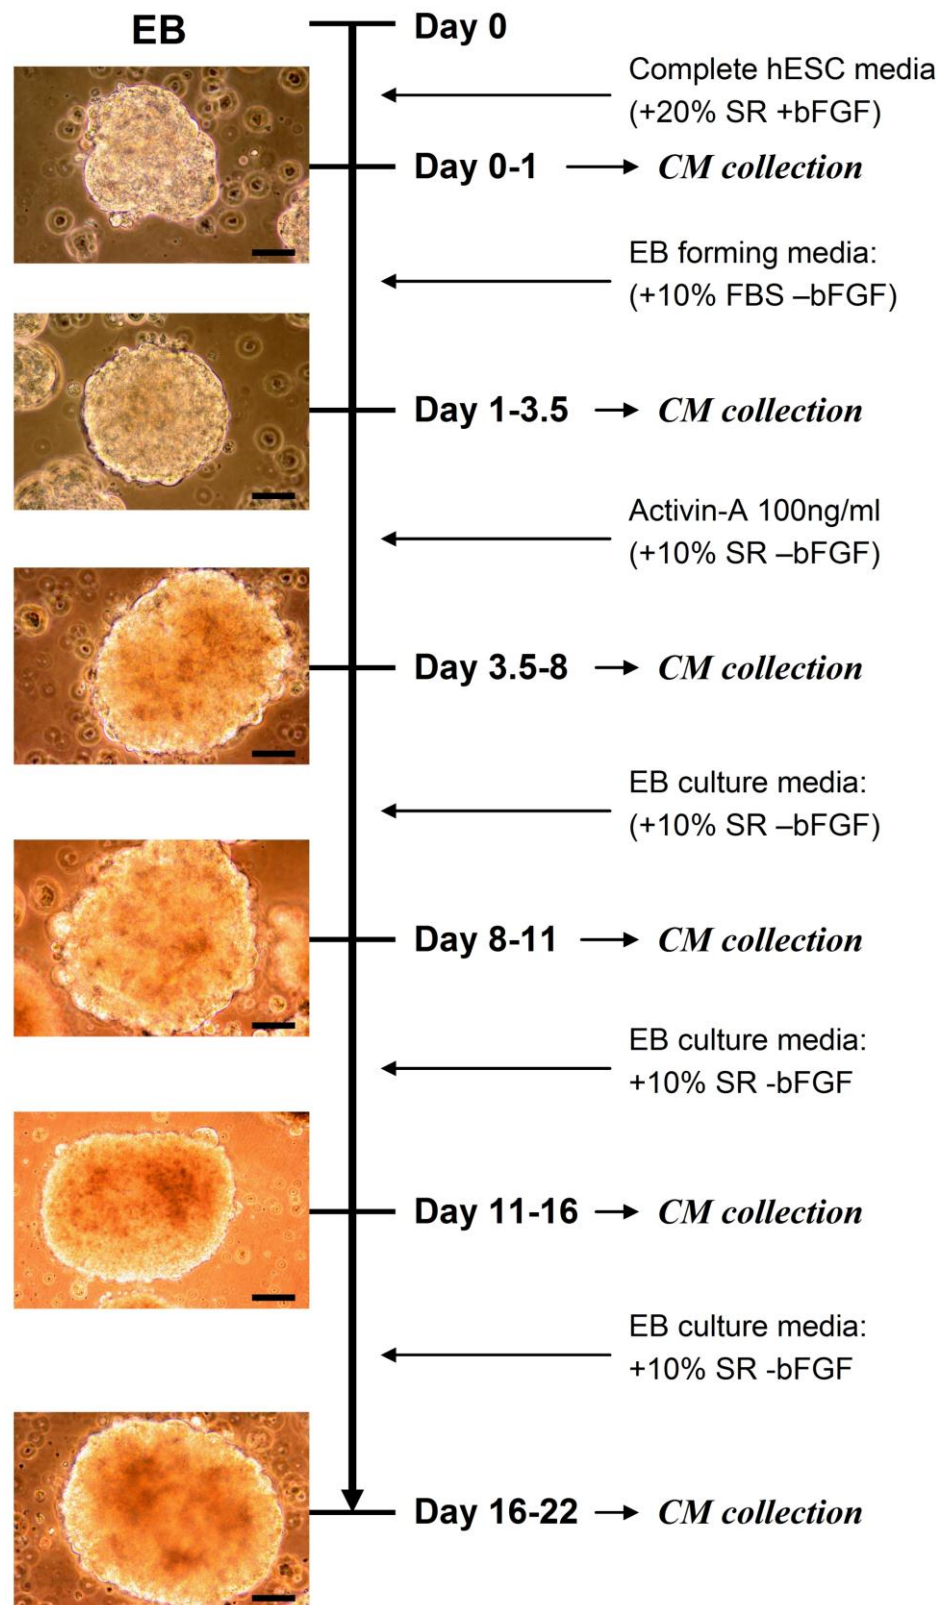 EB
Day 0
Complete hESC media
(+20% SR +bFGF)
Day 0-1
CM collection
EB forming media:
(+10% FBS –bFGF)
Day 1-3.5
CM collection
Activin-A 100ng/ml
(+10% SR –bFGF)
Day 3.5-8
CM collection
EB culture media:
(+10% SR –bFGF)
Day 8-11
CM collection
EB culture media:
+10% SR -bFGF
Day 11-16
CM collection
EB culture media:
+10% SR -bFGF
Day 16-22
CM collection